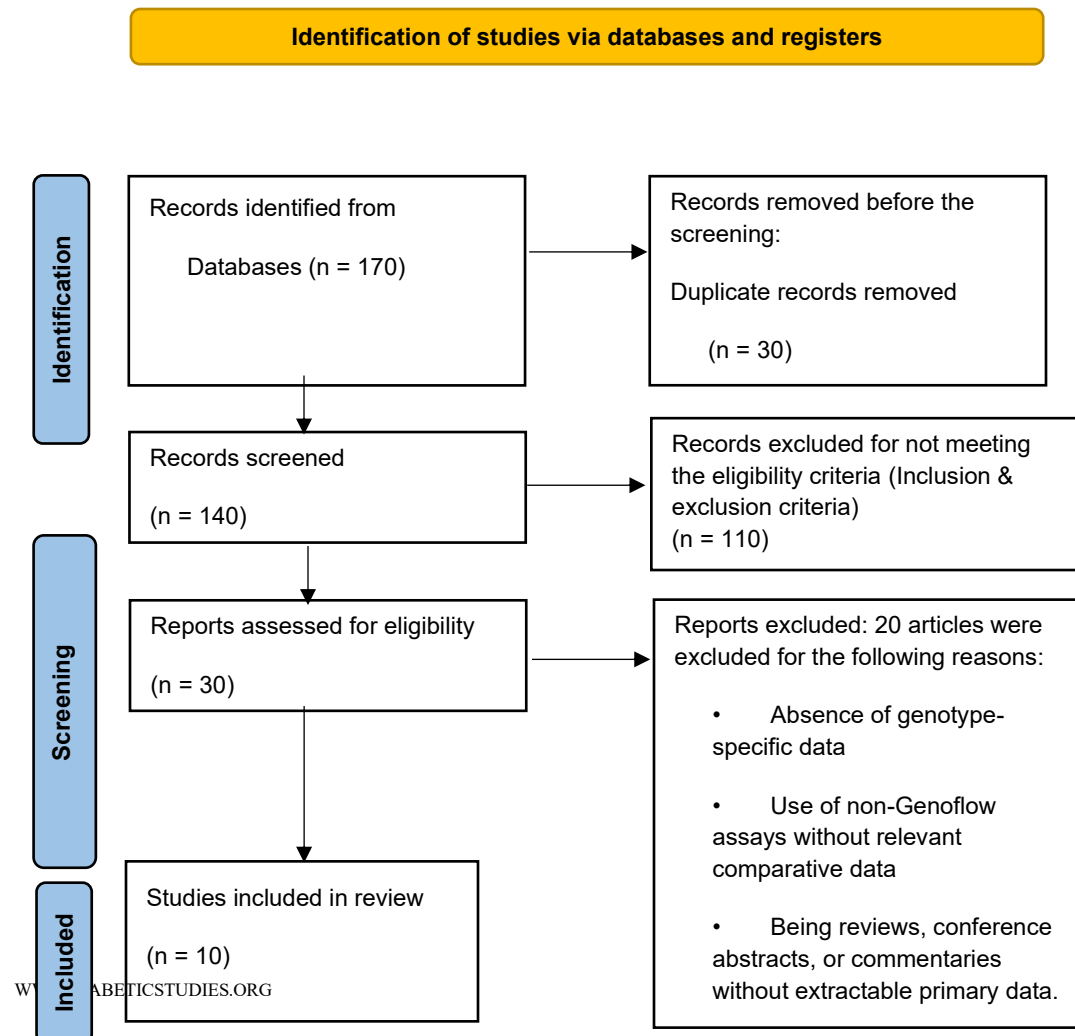 Identification of studies via databases and registers
Identification
Records identified from
Databases (n = 170)
Records removed before the
screening:
Duplicate records removed
(n = 30)
Records screened
(n = 140)
Records excluded for not meeting
the eligibility criteria (Inclusion &
exclusion criteria)
(n = 110)
Screening
Reports assessed for eligibility
(n = 30)
Reports excluded: 20 articles were
excluded for the following reasons:
• Absence of genotype-
specific data
• Use of non-Genoflow
assays without relevant
comparative data
• Being reviews, conference
abstracts, or commentaries
without extractable primary data.
Included
Studies included in review
(n = 10)